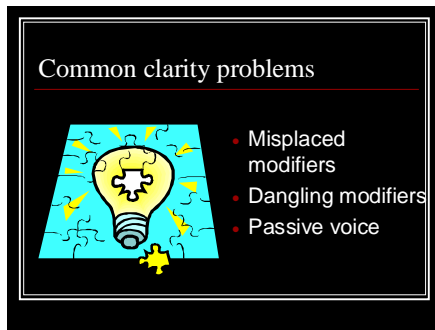 Common clarity problems
• Misplaced
modifiers
• Dangling modifiers
• Passive voice